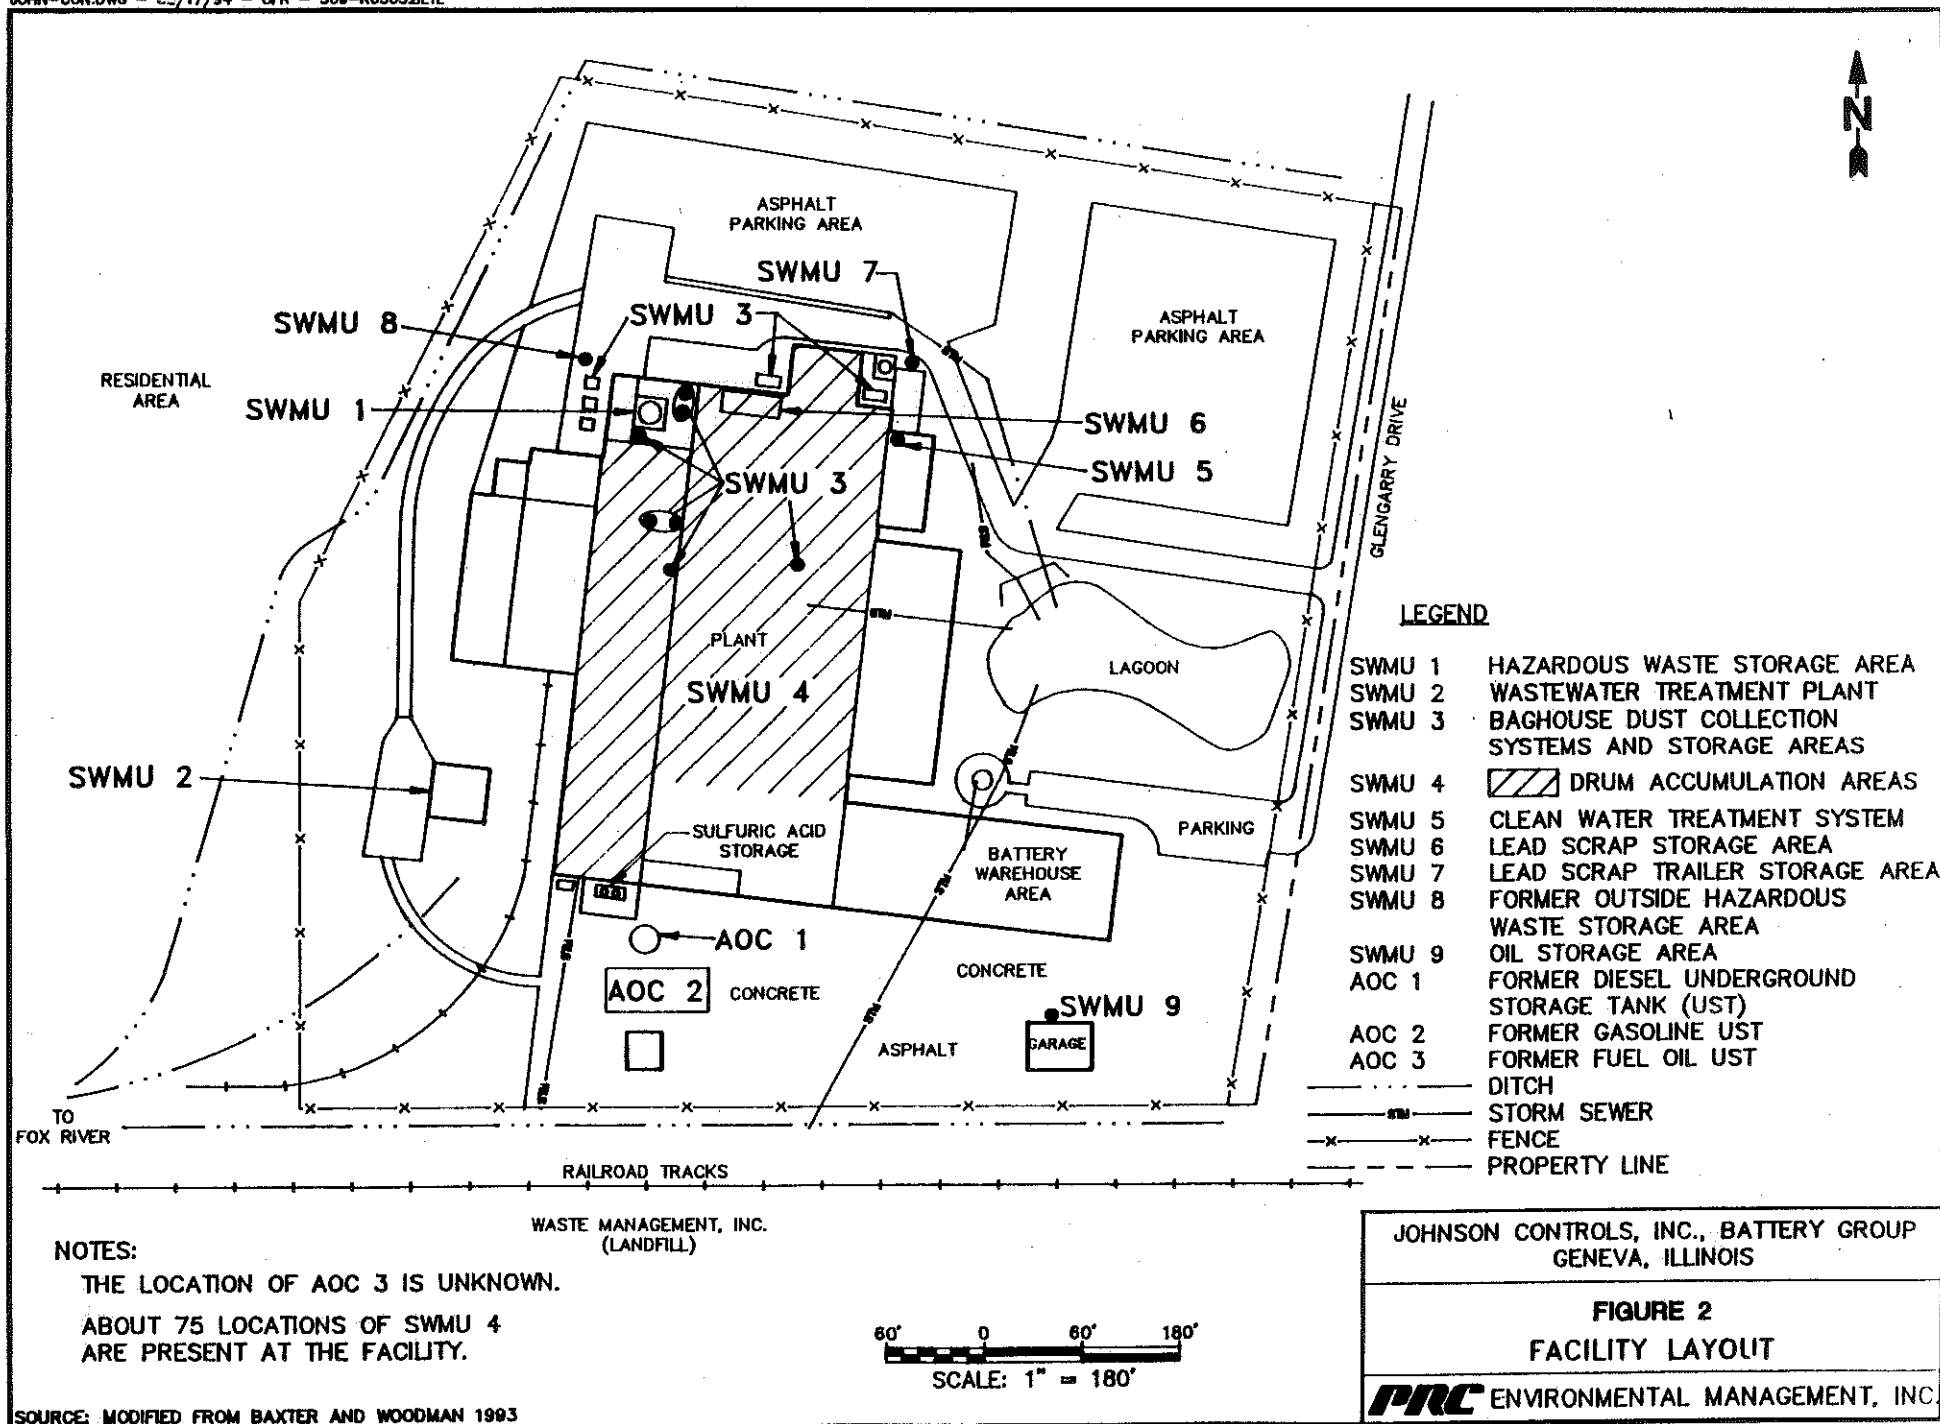 N
ASPHALT
PARKING AREA
SWMU 7
SWMU 8
SWMU 3
ASPHALT
PARKING AREA
RESIDENTIAL
AREA
SWMU 1
SWMU 6
SWMU 5
SWMU 3
GLENGARRY DRIVE
PLANT
SWMU 4
LAGOON
SWMU 2
SULFURIC ACID
STORAGE
BATTERY
WAREHOUSE
AREA
PARKING
AOC 1
AOC 2
CONCRETE
CONCRETE
SWMU 9
GARAGE
ASPHALT
TO
FOX RIVER
RAILROAD TRACKS
WASTE MANAGEMENT, INC.
(LANDFILL)
LEGEND
SWMU 1 HAZARDOUS WASTE STORAGE AREA
SWMU 2 WASTEWATER TREATMENT PLANT
SWMU 3 BAGHOUSE DUST COLLECTION
SYSTEMS AND STORAGE AREAS
SWMU 4 DRUM ACCUMULATION AREAS
SWMU 5 CLEAN WATER TREATMENT SYSTEM
SWMU 6 LEAD SCRAP STORAGE AREA
SWMU 7 LEAD SCRAP TRAILER STORAGE AREA
SWMU 8 FORMER OUTSIDE HAZARDOUS
WASTE STORAGE AREA
SWMU 9 OIL STORAGE AREA
AOC 1 FORMER DIESEL UNDERGROUND
STORAGE TANK (UST)
AOC 2 FORMER GASOLINE UST
AOC 3 FORMER FUEL OIL UST
DITCH
STORM SEWER
FENCE
PROPERTY LINE
NOTES:
THE LOCATION OF AOC 3 IS UNKNOWN.
ABOUT 75 LOCATIONS OF SWMU 4
ARE PRESENT AT THE FACILITY.
60' 0 60' 180'
SCALE: 1" = 180'
JOHNSON CONTROLS, INC., BATTERY GROUP
GENEVA, ILLINOIS
FIGURE 2
FACILITY LAYOUT
PRC ENVIRONMENTAL MANAGEMENT, INC.
SOURCE: MODIFIED FROM BAXTER AND WOODMAN 1993